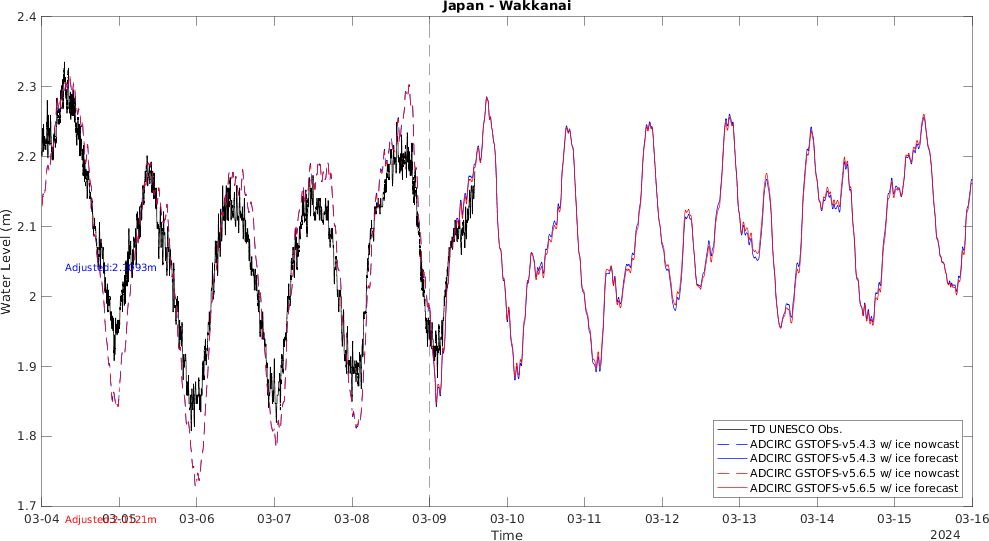 Japan - Wakkanai
2.4
2.3
2.2
2.1
2
1.9
1.8
1.7
Water Level (m)
Adjusted:2.1093m
TD UNESCO Obs.
ADCIRC GSTOFS-v5.4.3 w/ ice nowcast
ADCIRC GSTOFS-v5.4.3 w/ ice forecast
ADCIRC GSTOFS-v5.6.5 w/ ice nowcast
ADCIRC GSTOFS-v5.6.5 w/ ice forecast
03-04 03-05 03-06 03-07 03-08 03-09 03-10 03-11 03-12 03-13 03-14 03-15 03-16
Time
2024